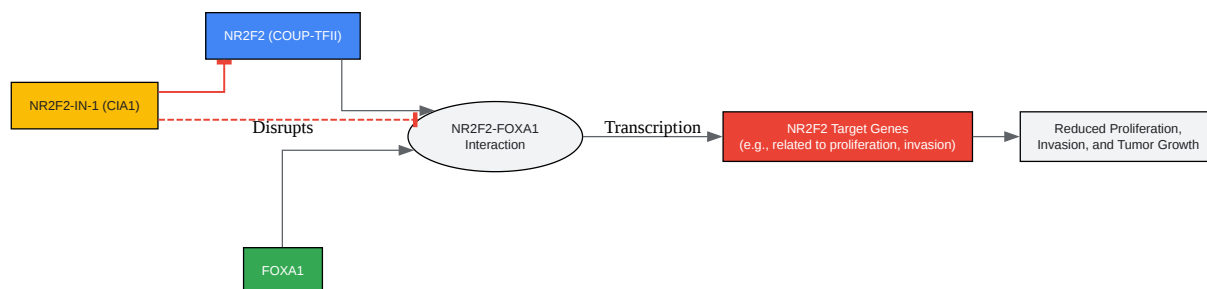 NR2F2 (COUP-TFII)
NR2F2-IN-1 (CIA1)
Disrupts
NR2F2-FOXA1
Interaction
Transcription
NR2F2 Target Genes
(e.g., related to proliferation, invasion)
Reduced Proliferation,
Invasion, and Tumor Growth
FOXA1